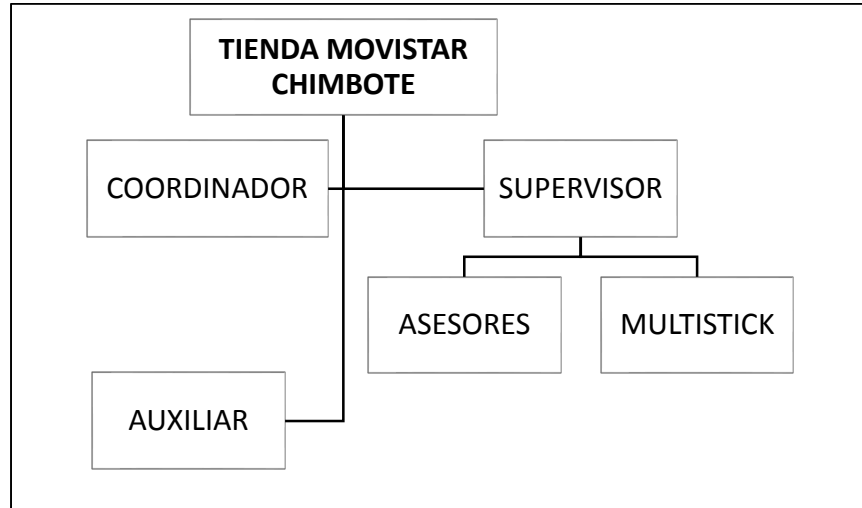 TIENDA MOVISTAR
CHIMBOTE
COORDINADOR
SUPERVISOR
ASESORES
MULTISTICK
AUXILIAR